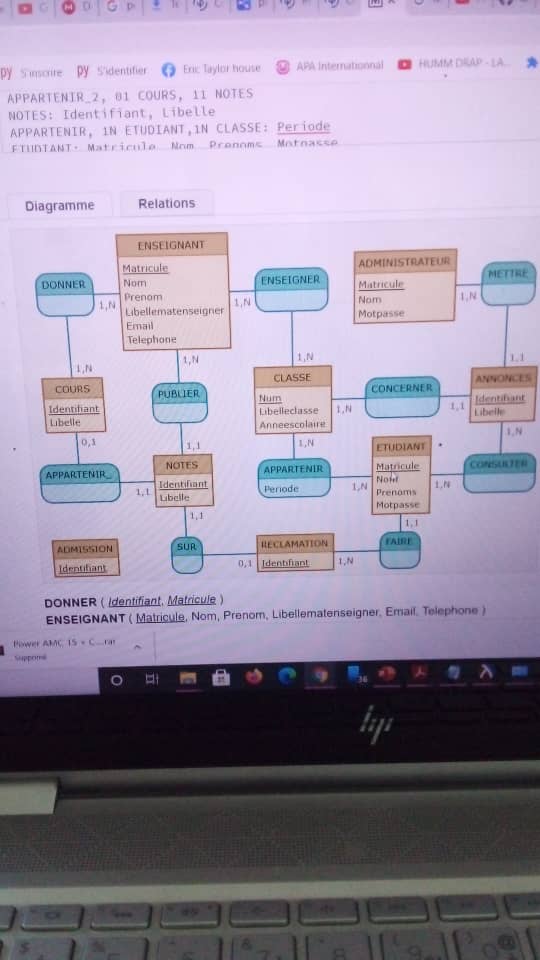 S'inscrire
S'identifier
Eric Taylor house
APA Internationnal
HUMM DRAP - LA..
APPARTENIR_2, 01 COURS, 11 NOTES
NOTES: Identifiant, Libelle
APPARTENIR, 1N ETUDIANT,1N CLASSE: Periode
ETUDIANT: Matricule Nom Prenoms Motpasse
Diagramme
Relations
ENSEIGNANT
Matricule
Nom
Prenom
Libellematenseigner
Email
Telephone
DONNER
1,N
1,N
ENSEIGNER
ADMINISTRATEUR
Matricule
Nom
Motpasse
METTRE
1,N
1,N
1,N
1,N
1,1
COURS
Identifiant
Libelle
PUBLIER
CLASSE
Num
Libelleclasse
Anneescolaire
1,N
CONCERNER
1,1
ANNONCES
Identifiant
Libelle
0,1
1,1
1,N
1,N
APPARTENIR_
1,1
NOTES
Identifiant
Libelle
APPARTENIR
Periode
1,N
ETUDIANT
Matricule
Nom
Prenoms
Motpasse
1,N
CONSULTER
1,1
1,1
ADMISSION
Identifiant
SUR
0,1
RECLAMATION
Identifiant
1,N
FAIRE
DONNER ( Identifiant, Matricule )
ENSEIGNANT ( Matricule, Nom, Prenom, Libellematenseigner, Email, Telephone )
Power AMC 15 + C....rar
Supprimé
36
hp